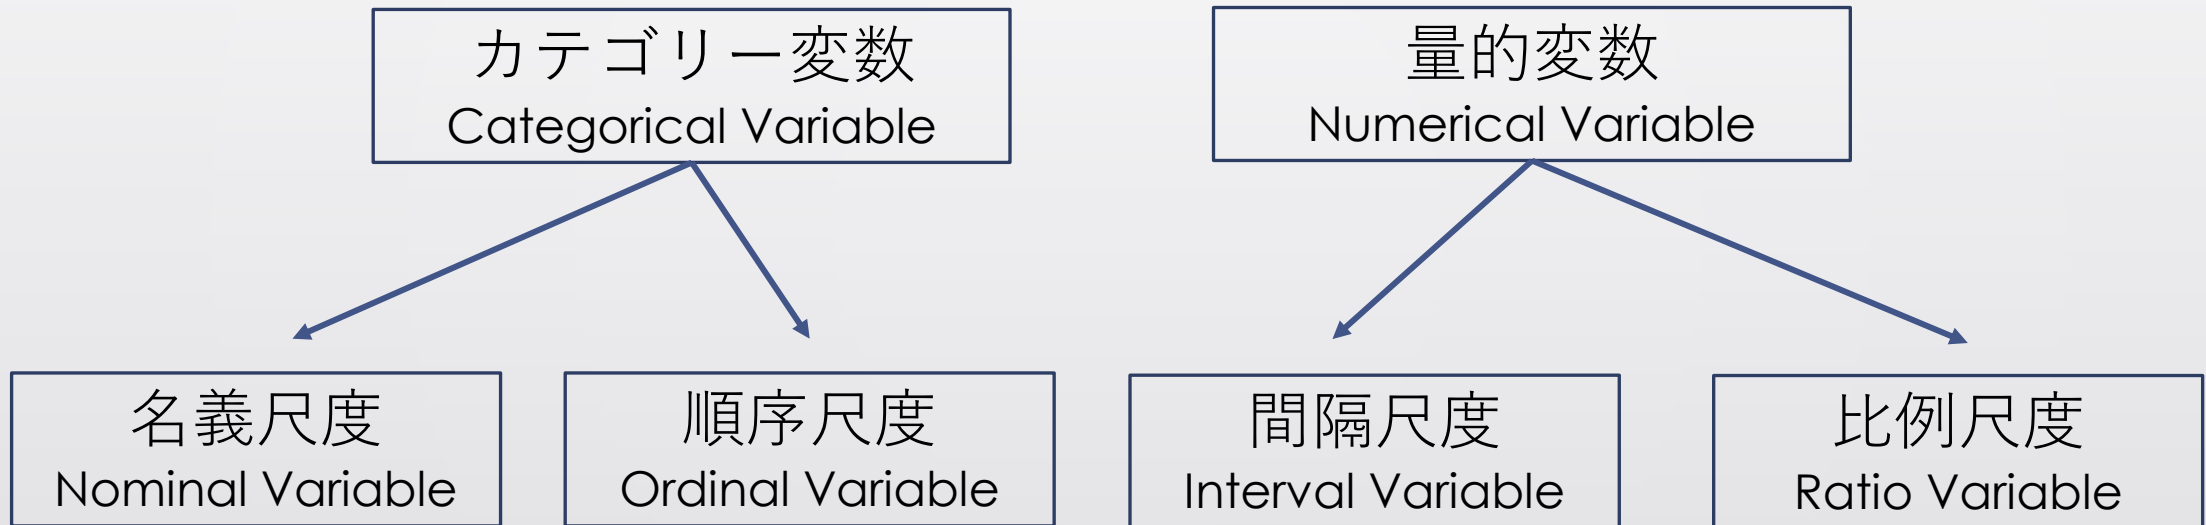 カテゴリー変数
Categorical Variable
量的変数
Numerical Variable
名義尺度
Nominal Variable
順序尺度
Ordinal Variable
間隔尺度
Interval Variable
比例尺度
Ratio Variable